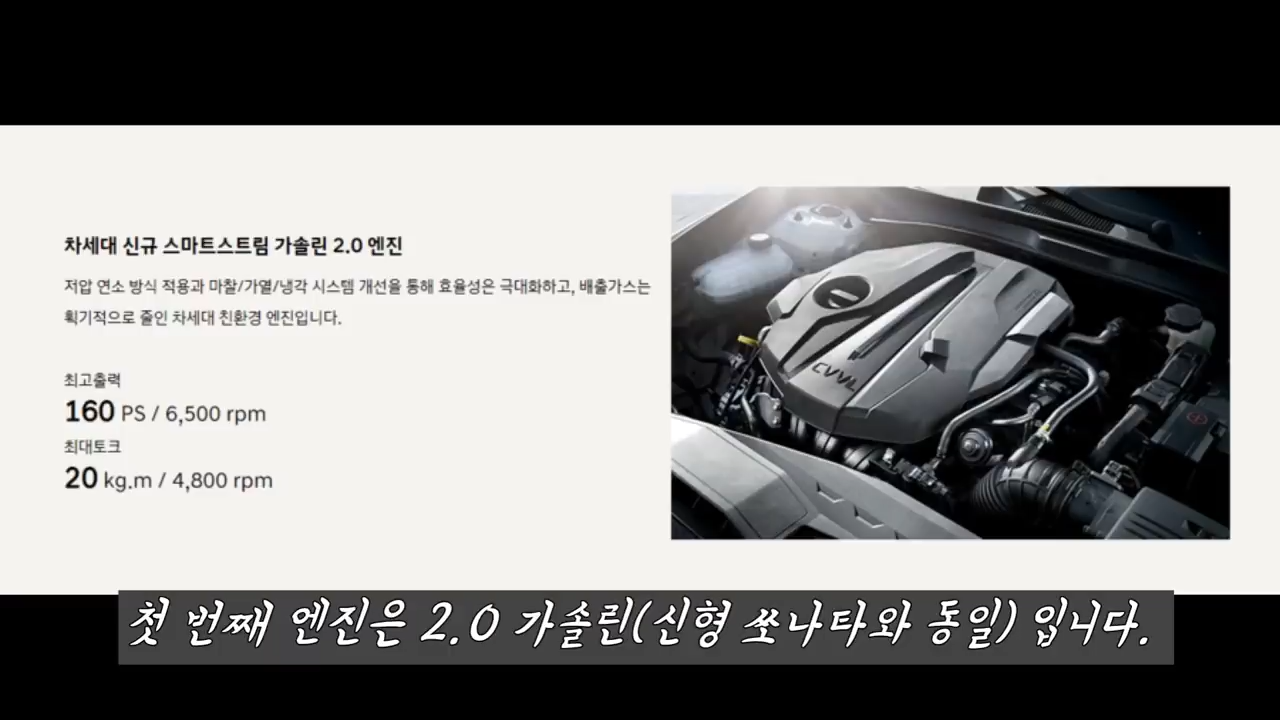 차세대 신규 스마트스트림 가솔린 2.0 엔진
저압 연소 방식 적용과 마찰/가열/냉각 시스템 개선을 통해 효율성은 극대화하고, 배출가스는
획기적으로 줄인 차세대 친환경 엔진입니다.
최고출력
160 PS / 6,500 rpm
최대토크
20 kg.m / 4,800 rpm
CVVL
첫 번째 엔진은 2.0 가솔린(신형 쏘나타와 동일) 입니다.